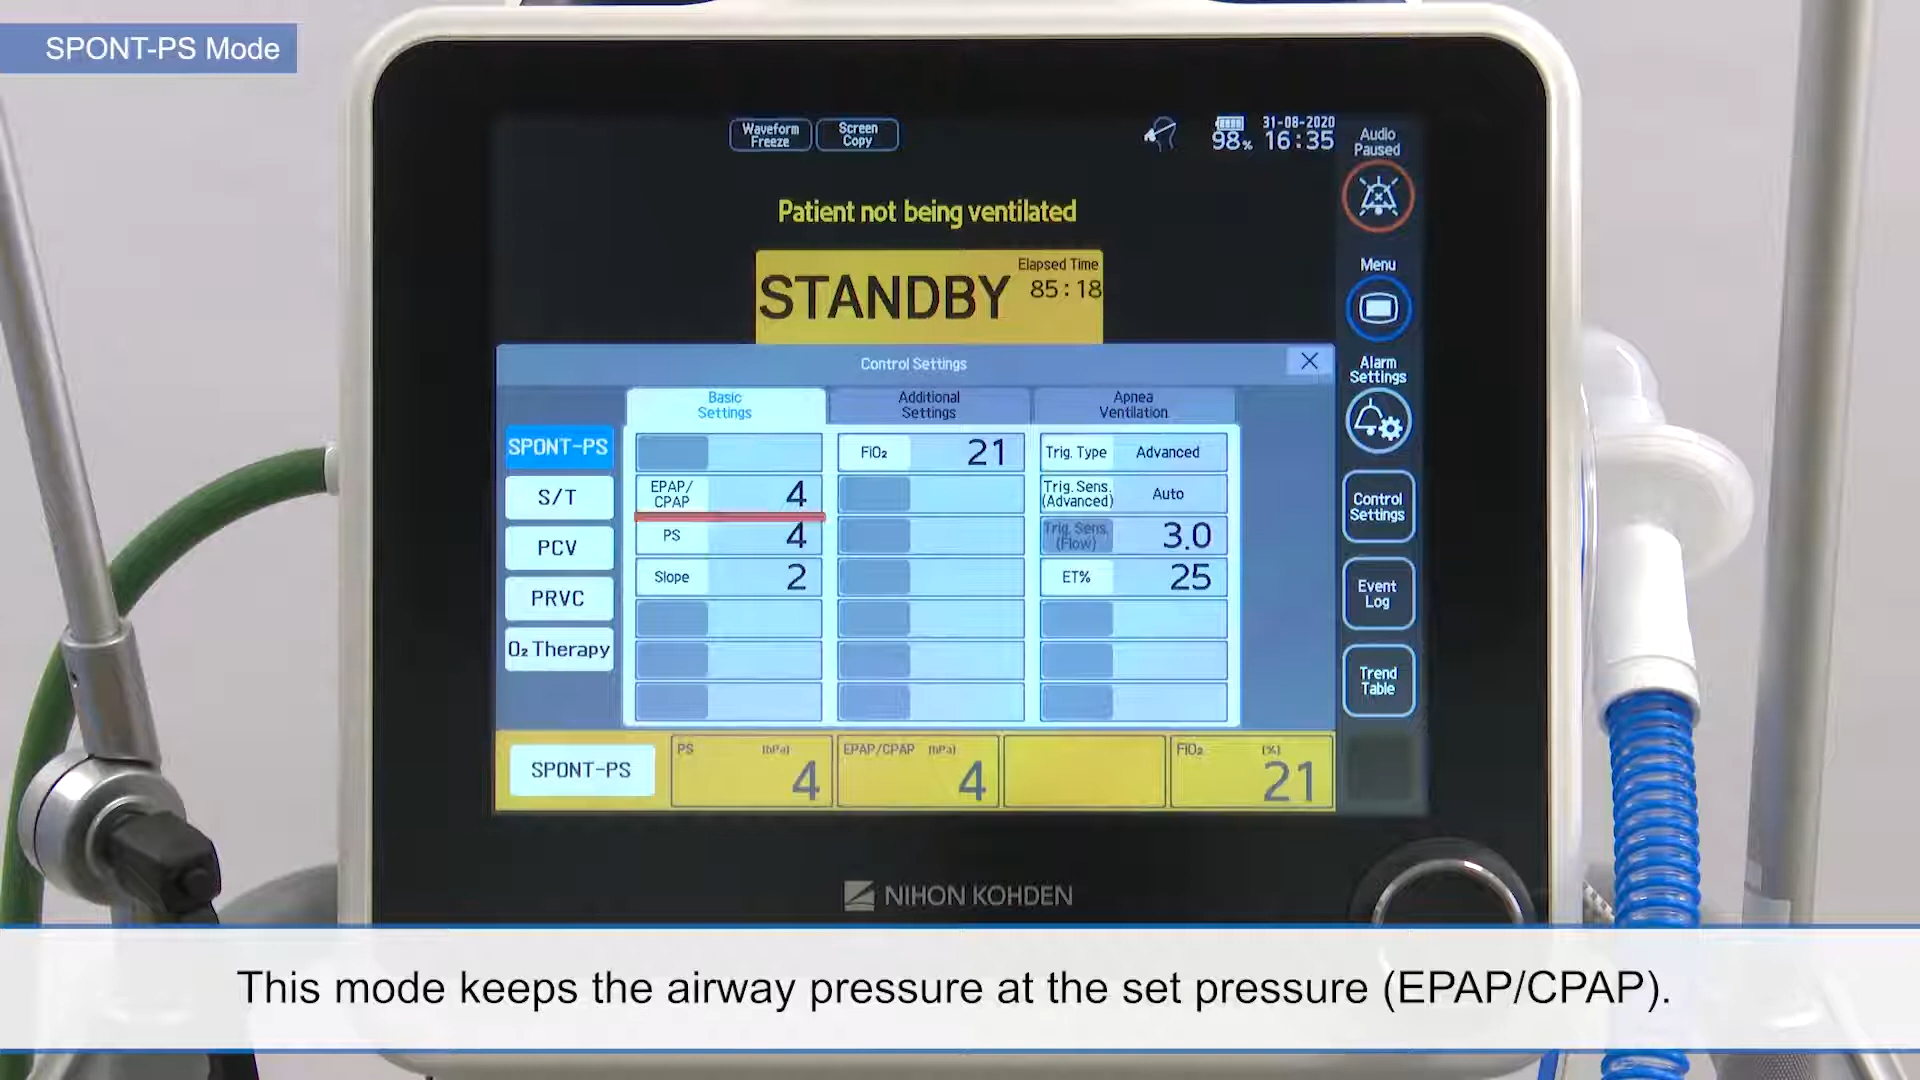 SPONT-PS Mode
Waveform
Freeze
Screen
Copy
98%
31-08-2020
16:35
Audio
Paused
Patient not being ventilated
STANDBY
Elapsed Time
85:18
Menu
Alarm
Settings
Control
Settings
Event
Log
Trend
Table
Control Settings
Basic
Settings
Additional
Settings
Apnea
Ventilation
SPONT-PS
S/T
PCV
PRVC
O₂ Therapy
EPAP/
CPAP 4
PS 4
Slope 2
FiO₂ 21
Trig. Type Advanced
Trig. Sens.
(Advanced) Auto
Trig. Sens.
(Flow) 3.0
ET% 25
SPONT-PS
PS (hPa) 4
EPAP/CPAP (hPa) 4
FiO₂ (%) 21
NIHON KOHDEN
This mode keeps the airway pressure at the set pressure (EPAP/CPAP).